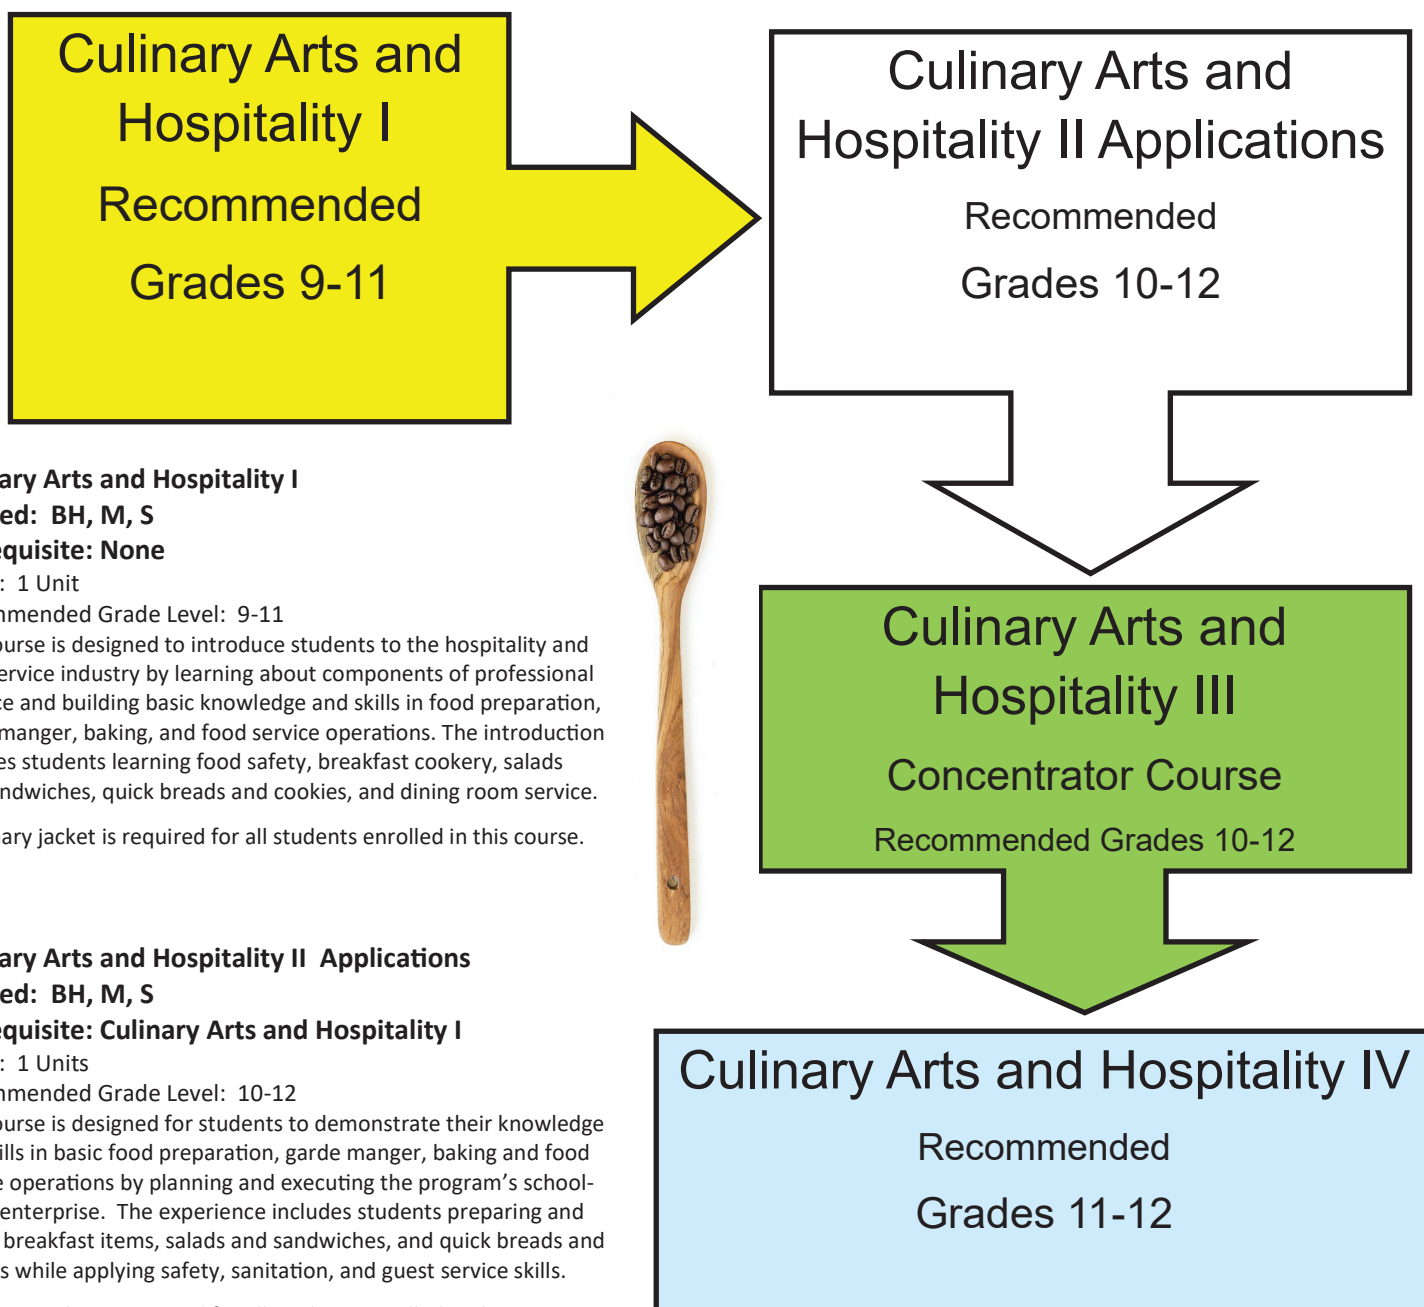 Culinary Arts and
Hospitality I
Recommended
Grades 9-11
Culinary Arts and
Hospitality II Applications
Recommended
Grades 10-12
Culinary Arts and
Hospitality III
Concentrator Course
Recommended Grades 10-12
Culinary Arts and Hospitality IV
Recommended
Grades 11-12
ary Arts and Hospitality I
ed: BH, M, S
equisite: None
: 1 Unit
mmended Grade Level: 9-11
ourse is designed to introduce students to the hospitality and
ervice industry by learning about components of professional
ce and building basic knowledge and skills in food preparation,
manger, baking, and food service operations. The introduction
es students learning food safety, breakfast cookery, salads
ndwiches, quick breads and cookies, and dining room service.
ary jacket is required for all students enrolled in this course.
ary Arts and Hospitality II Applications
ed: BH, M, S
equisite: Culinary Arts and Hospitality I
: 1 Units
mmended Grade Level: 10-12
ourse is designed for students to demonstrate their knowledge
ills in basic food preparation, garde manger, baking and food
e operations by planning and executing the program's school-
enterprise. The experience includes students preparing and
breakfast items, salads and sandwiches, and quick breads and
s while applying safety, sanitation, and guest service skills.